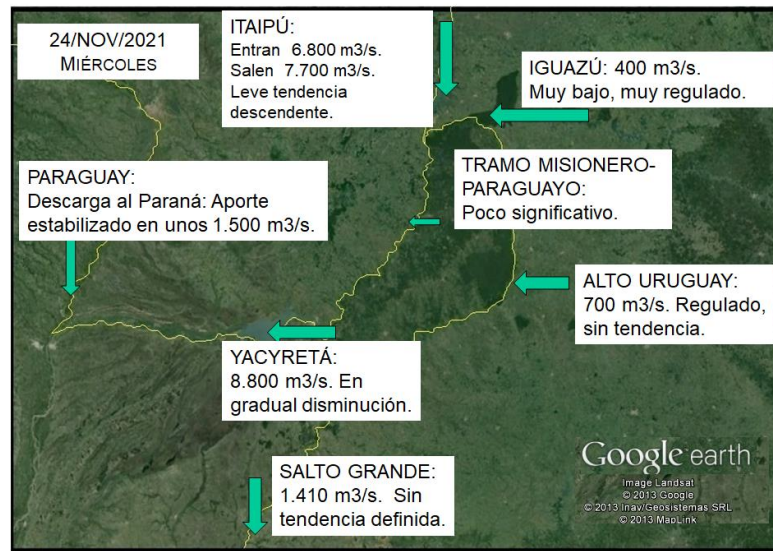 24/NOV/2021
MIÉRCOLES
ITAIPÚ:
Entran 6.800 m3/s.
Salen 7.700 m3/s.
Leve tendencia
descendente.
IGUAZÚ: 400 m3/s.
Muy bajo, muy regulado.
PARAGUAY:
Descarga al Paraná: Aporte
estabilizado en unos 1.500 m3/s.
TRAMO MISIONERO-
PARAGUAYO:
Poco significativo.
ALTO URUGUAY:
700 m3/s. Regulado,
sin tendencia.
YACYRETÁ:
8.800 m3/s. En
gradual disminución.
SALTO GRANDE:
1.410 m3/s. Sin
tendencia definida.
Google earth
Image Landsat
© 2013 Google
© 2013 Inav/Geosistemas SRL
© 2013 MapLink